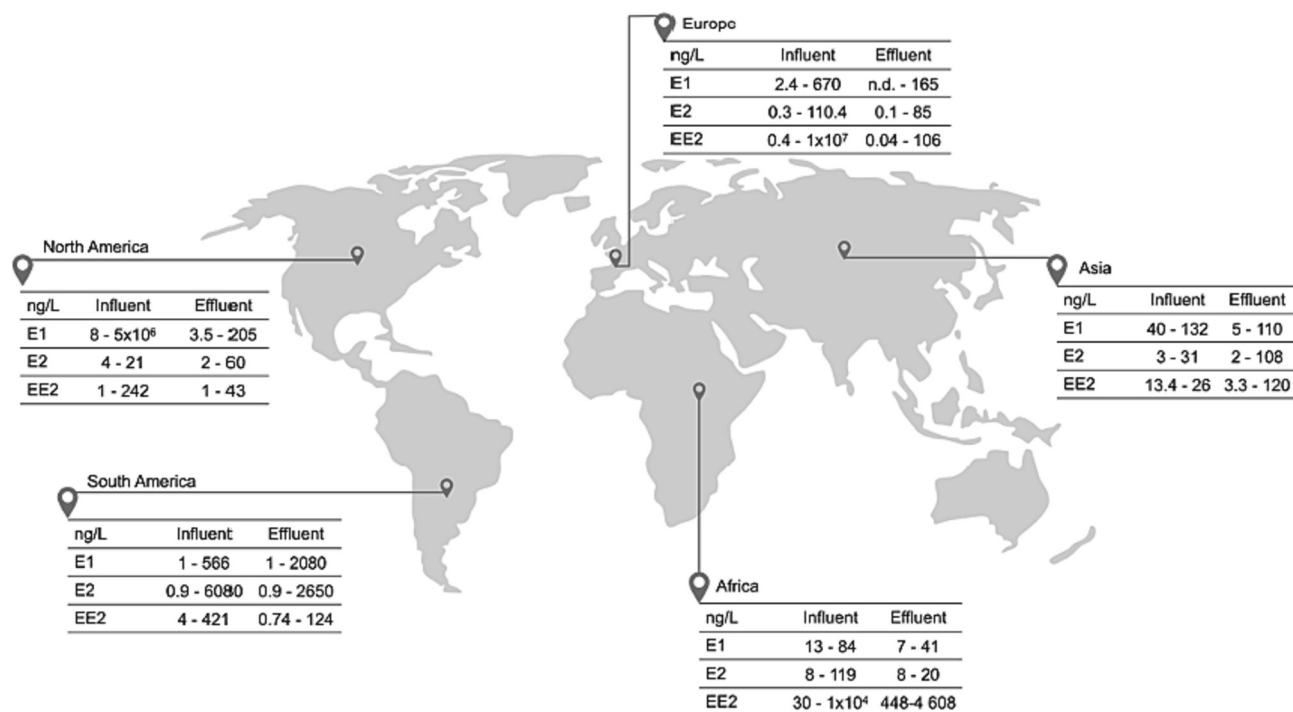 Europe
ng/L Influent Effluent
E1 2.4 - 670 n.d. - 165
E2 0.3 - 110.4 0.1 - 85
EE2 0.4 - 1x10⁷ 0.04 - 106
North America
ng/L Influent Effluent
E1 8 - 5x10⁶ 3.5 - 205
E2 4 - 21 2 - 60
EE2 1 - 242 1 - 43
Asia
ng/L Influent Effluent
E1 40 - 132 5 - 110
E2 3 - 31 2 - 108
EE2 13.4 - 26 3.3 - 120
South America
ng/L Influent Effluent
E1 1 - 566 1 - 2080
E2 0.9 - 6080 0.9 - 2650
EE2 4 - 421 0.74 - 124
Africa
ng/L Influent Effluent
E1 13 - 84 7 - 41
E2 8 - 119 8 - 20
EE2 30 - 1x10⁴ 448-4 608